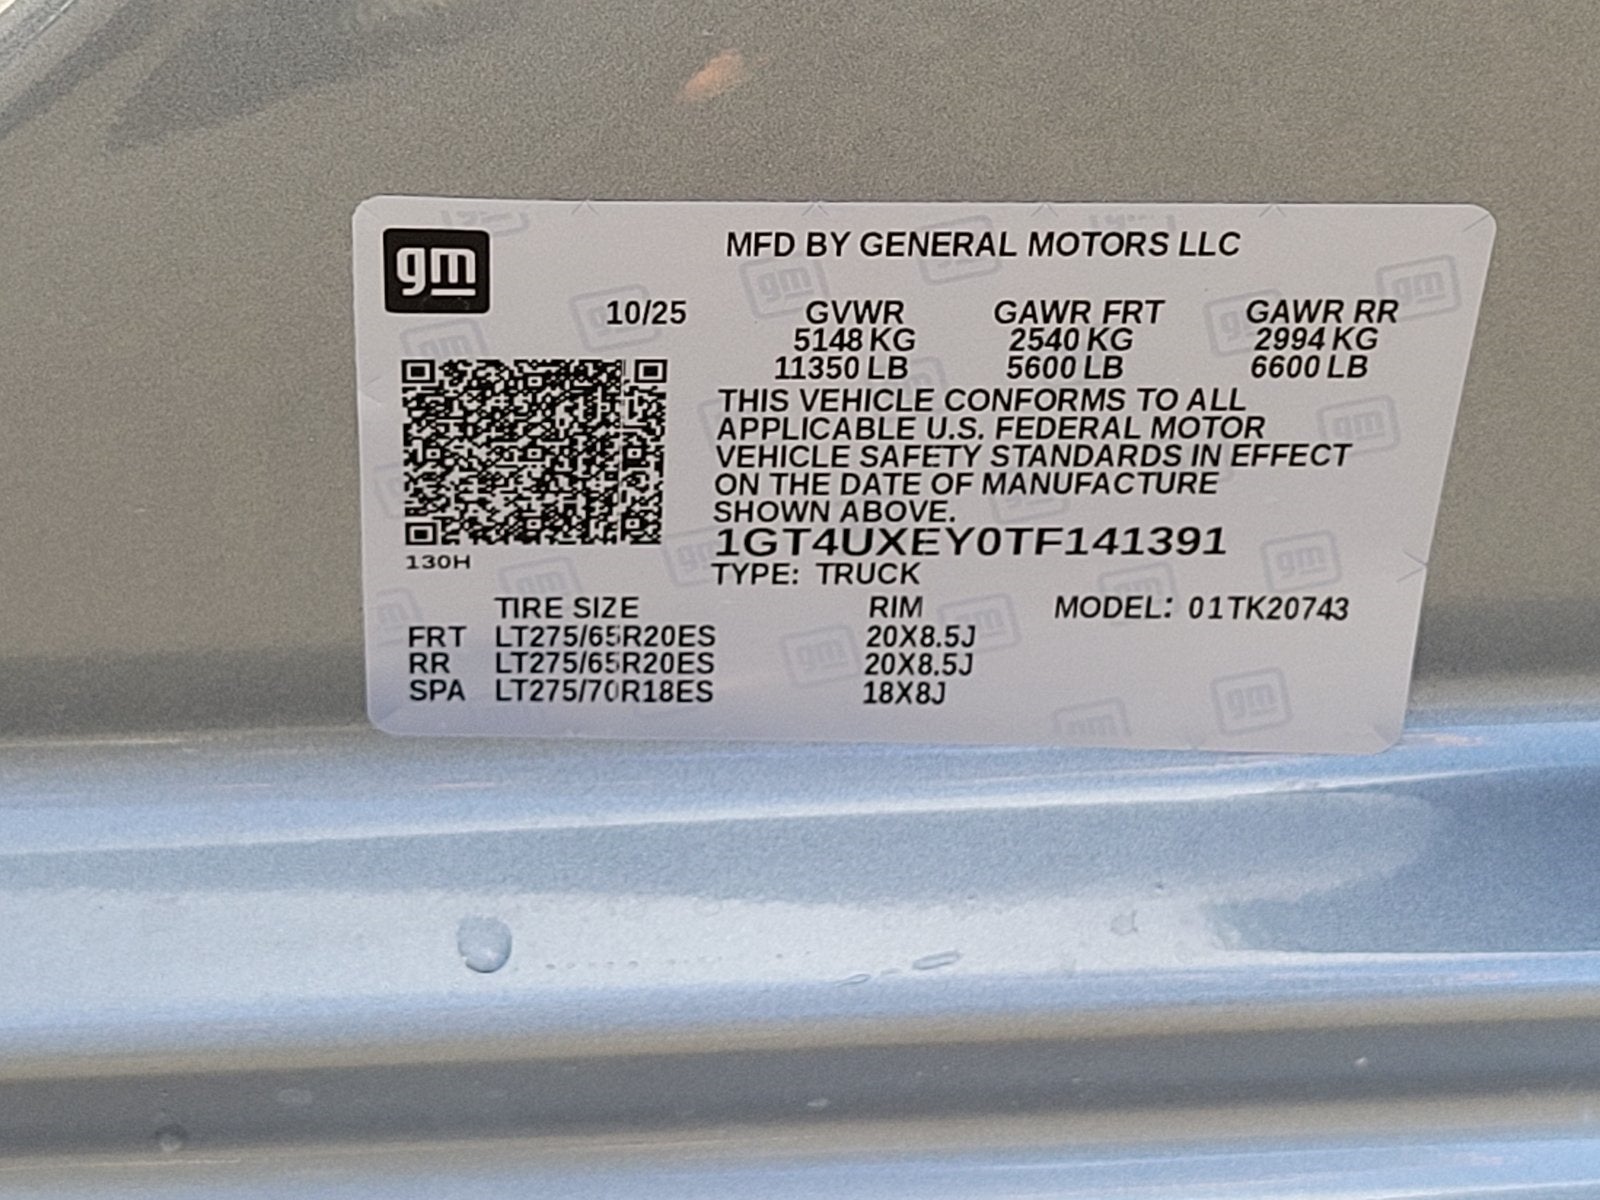 gm
MFD BY GENERAL MOTORS LLC
10/25 GVWR GAWR FRT GAWR RR
5148 KG 2540 KG 2994 KG
11350 LB 5600 LB 6600 LB
THIS VEHICLE CONFORMS TO ALL
APPLICABLE U.S. FEDERAL MOTOR
VEHICLE SAFETY STANDARDS IN EFFECT
ON THE DATE OF MANUFACTURE
SHOWN ABOVE.
1GT4UXEY0TF141391
130H
TYPE: TRUCK
TIRE SIZE RIM MODEL: 01TK20743
FRT LT275/65R20ES 20X8.5J
RR LT275/65R20ES 20X8.5J
SPA LT275/70R18ES 18X8J